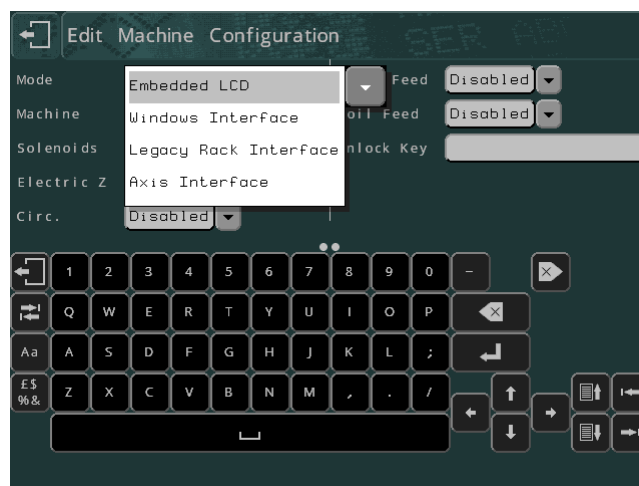 Edit Machine Configuration
Mode Embedded LCD Feed Disabled
Machine Windows Interface oil Feed Disabled
Solenoids Legacy Rack Interface nlock Key
Electric Z Axis Interface
Circ. Disabled
1 2 3 4 5 6 7 8 9 0 -
Q W E R T Y U I O P
Aa A S D F G H J K L ;
£$
%& Z X C V B N M , . /